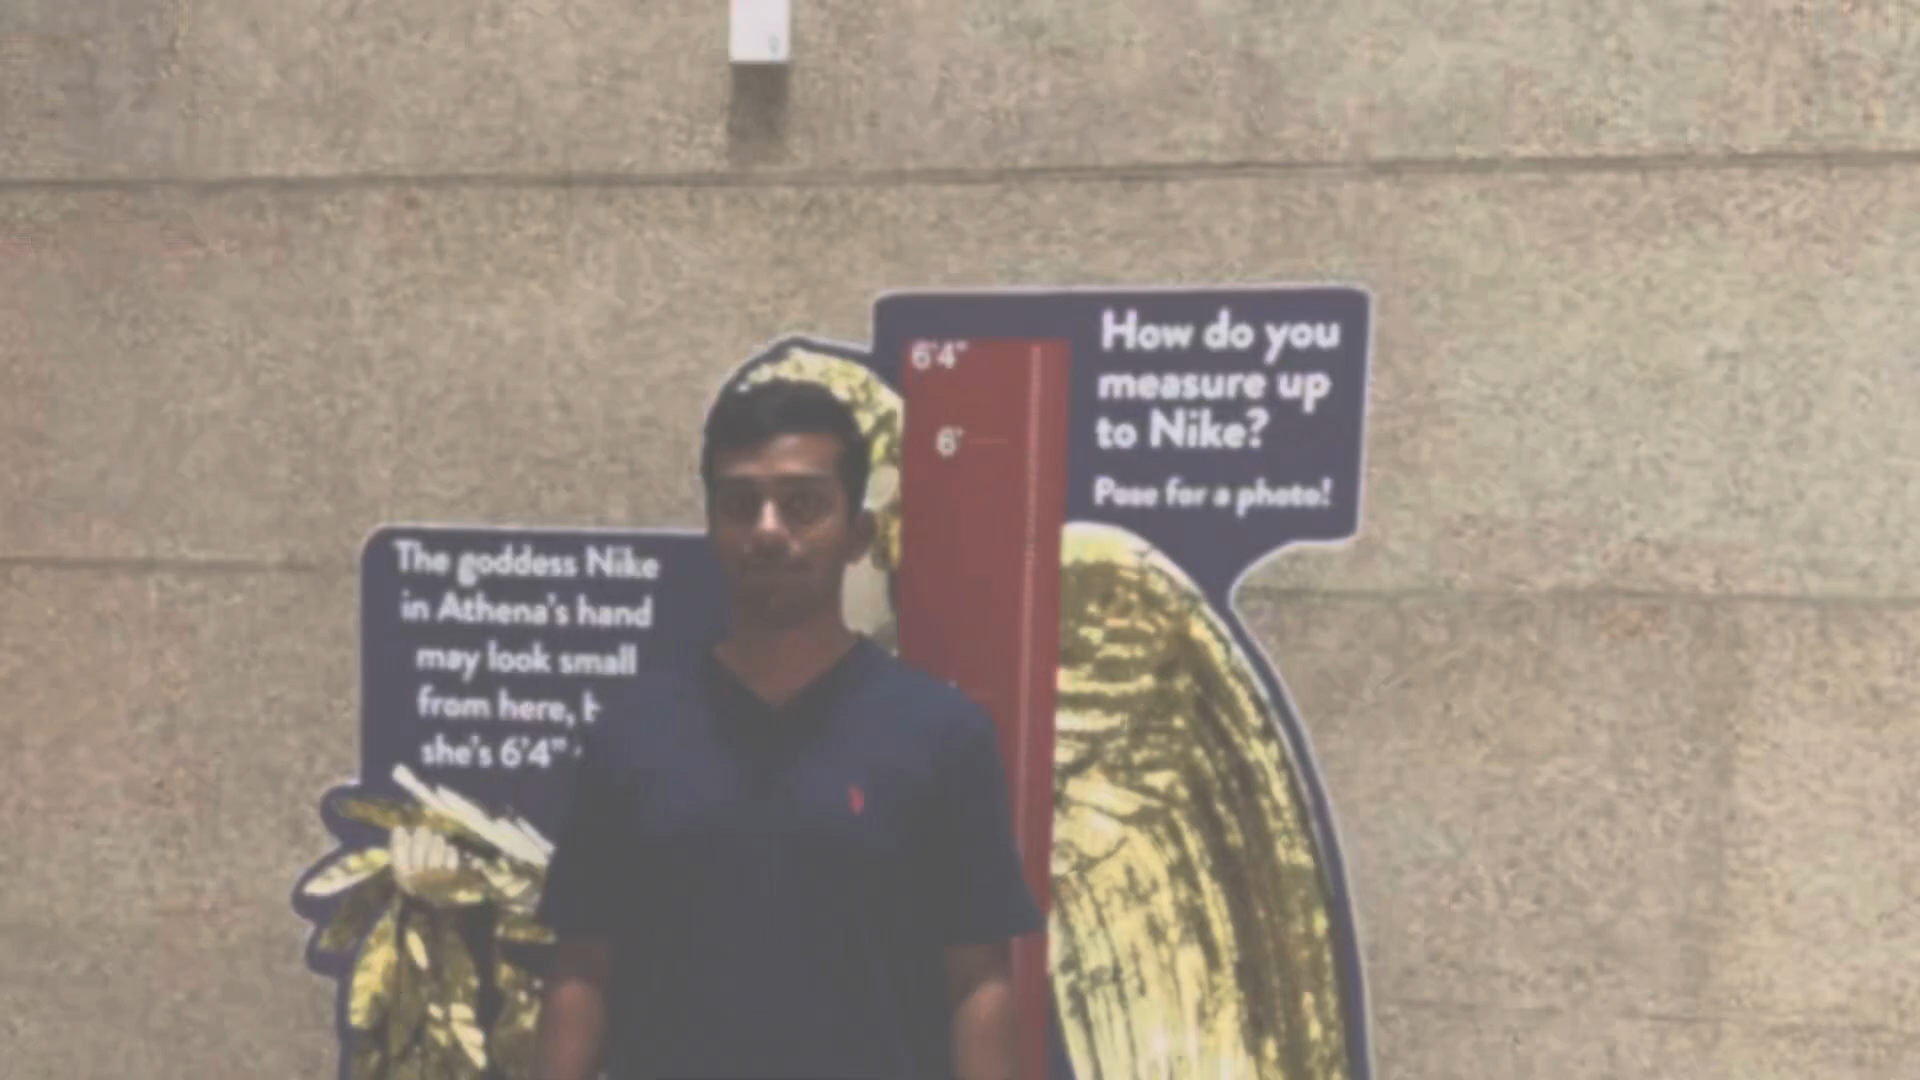 6'4"
6'
How do you
measure up
to Nike?
Pose for a photo!
The goddess Nike
in Athena's hand
may look small
from here,
she's 6'4"